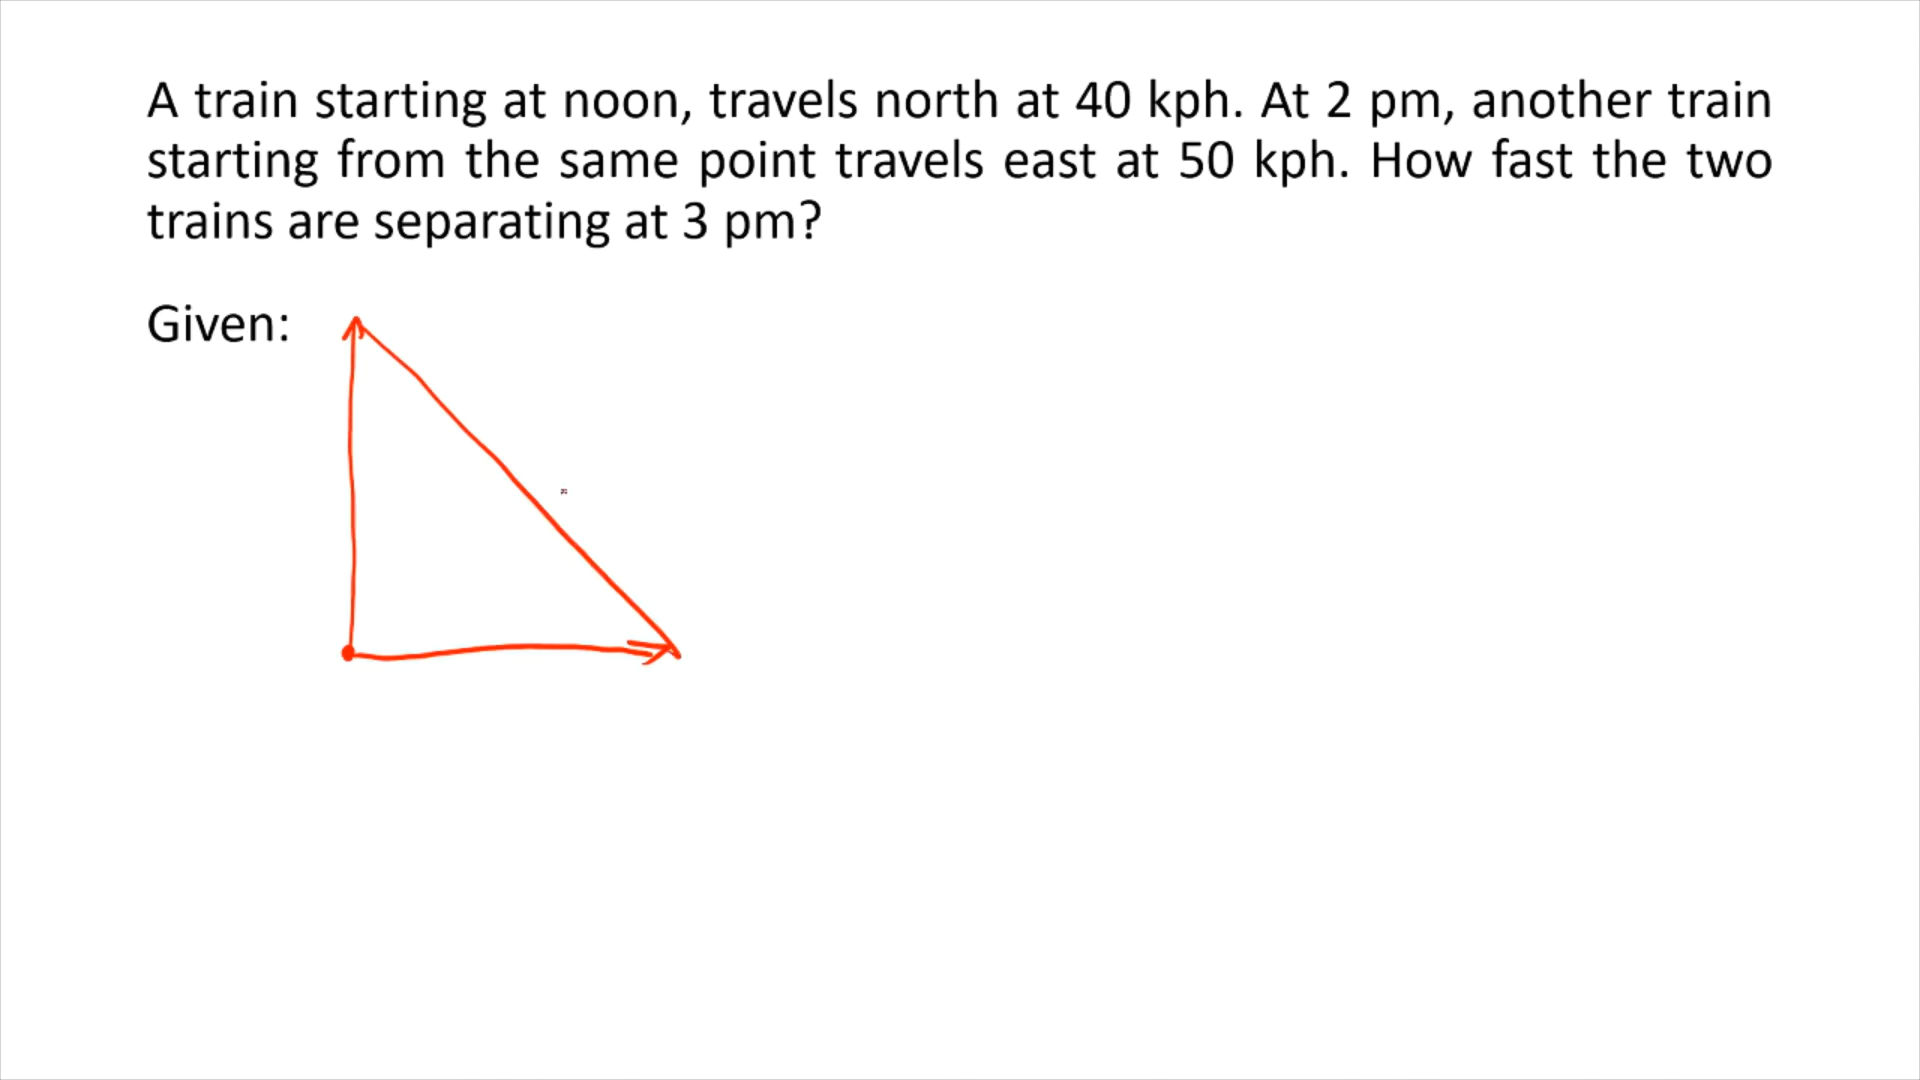 A train starting at noon, travels north at 40 kph. At 2 pm, another train
starting from the same point travels east at 50 kph. How fast the two
trains are separating at 3 pm?
Given: